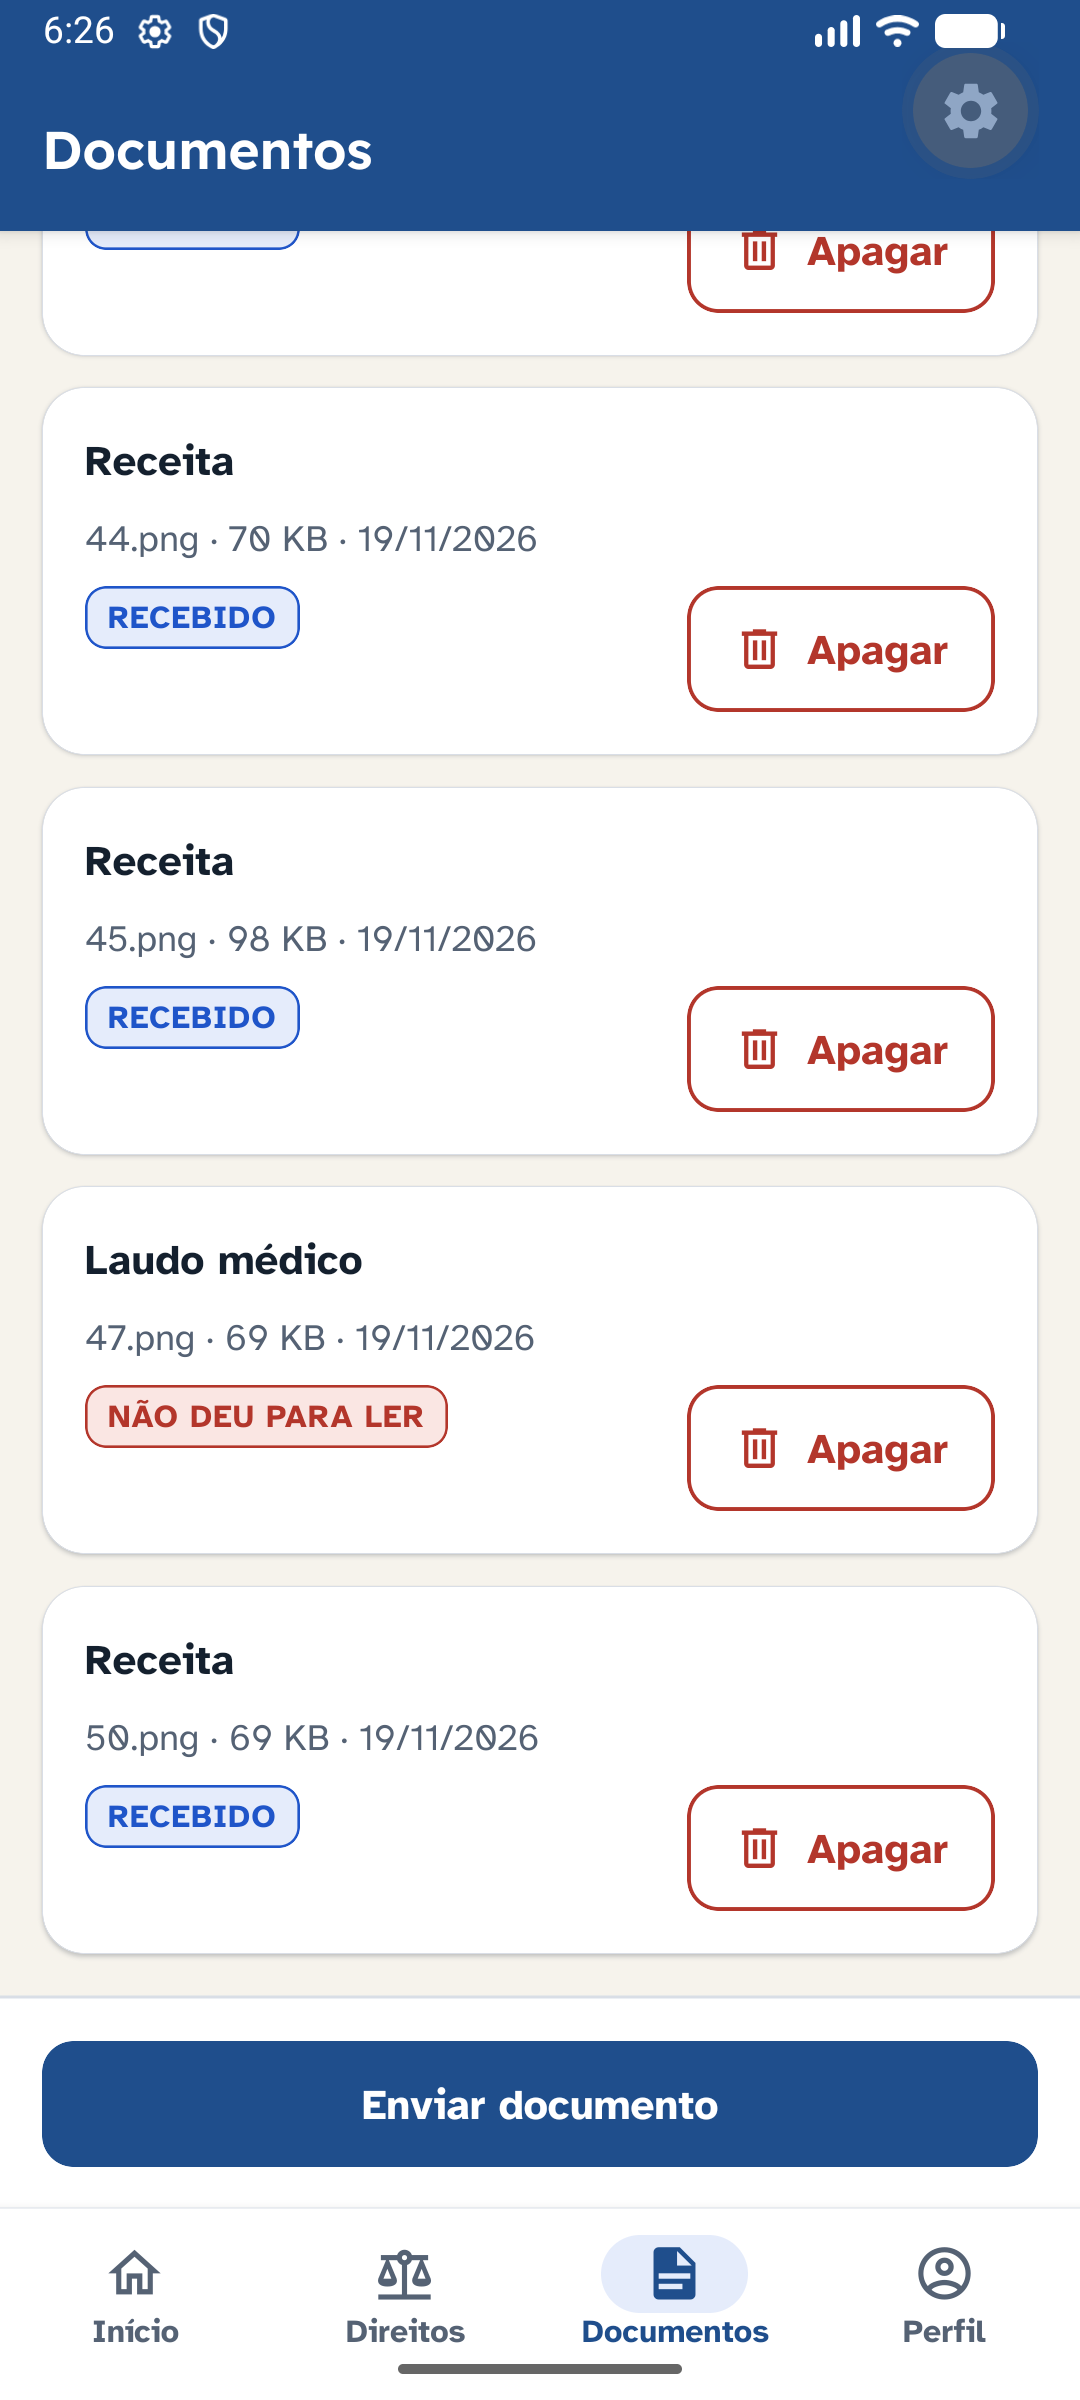 6:26
Documentos
Apagar
Receita
44.png · 70 KB · 19/11/2026
RECEBIDO
Apagar
Receita
45.png · 98 KB · 19/11/2026
RECEBIDO
Apagar
Laudo médico
47.png · 69 KB · 19/11/2026
NÃO DEU PARA LER
Apagar
Receita
50.png · 69 KB · 19/11/2026
RECEBIDO
Apagar
Enviar documento
Início
Direitos
Documentos
Perfil